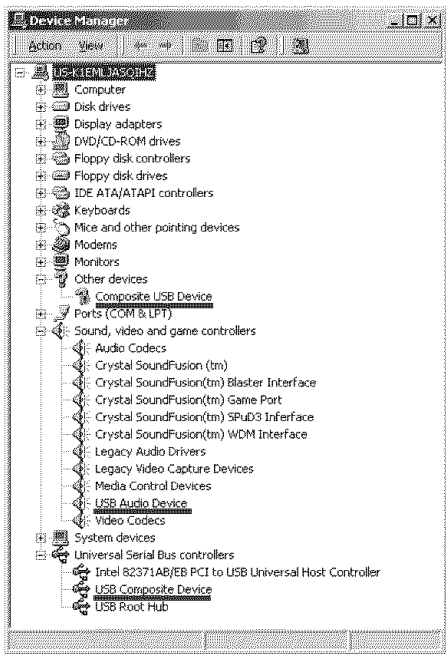 Device Manager
Action View
US-K1EMLJASQIHZ
Computer
Disk drives
Display adapters
DVD/CD-ROM drives
Floppy disk controllers
Floppy disk drives
IDE ATA/ATAPI controllers
Keyboards
Mice and other pointing devices
Modems
Monitors
Other devices
Composite USB Device
Ports (COM & LPT)
Sound, video and game controllers
Audio Codecs
Crystal SoundFusion (tm)
Crystal SoundFusion(tm) Blaster Interface
Crystal SoundFusion(tm) Game Port
Crystal SoundFusion(tm) SPuD3 Inferface
Crystal SoundFusion(tm) WDM Interface
Legacy Audio Drivers
Legacy Video Capture Devices
Media Control Devices
USB Audio Device
Video Codecs
System devices
Universal Serial Bus controllers
Intel 82371AB/EB PCI to USB Universal Host Controller
USB Composite Device
USB Root Hub